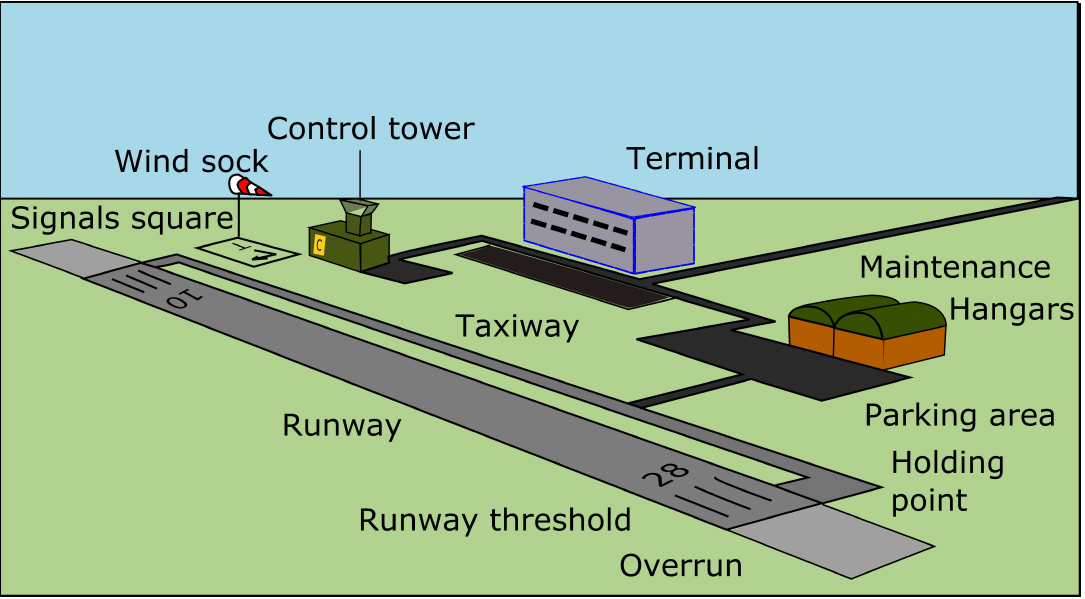 Control tower
Wind sock
Terminal
Signals square
C
Maintenance
Hangars
10
Taxiway
Parking area
Runway
Holding
point
28
Runway threshold
Overrun